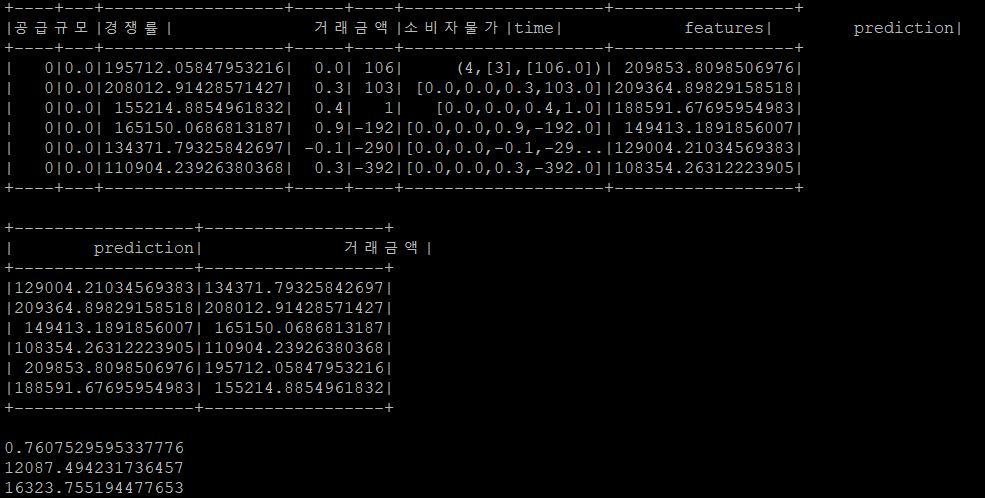 +----+---+------------------+-----+----+--------------------+------------------+
|공급규모|경쟁률|              거래금액|소비자물가|time|            features|        prediction|
+----+---+------------------+-----+----+--------------------+------------------+
|   0|0.0|195712.05847953216|  0.0| 106|      (4,[3],[106.0])| 209853.8098506976|
|   0|0.0|208012.91428571427|  0.3| 103| [0.0,0.0,0.3,103.0]|209364.89829158518|
|   0|0.0| 155214.8854961832|  0.4|   1|   [0.0,0.0,0.4,1.0]|188591.67695954983|
|   0|0.0| 165150.0686813187|  0.9|-192|[0.0,0.0,0.9,-192.0]| 149413.1891856007|
|   0|0.0|134371.79325842697| -0.1|-290|[0.0,0.0,-0.1,-29...|129004.21034569383|
|   0|0.0|110904.23926380368|  0.3|-392|[0.0,0.0,0.3,-392.0]|108354.26312223905|
+----+---+------------------+-----+----+--------------------+------------------+
+------------------+------------------+
|        prediction|              거래금액|
+------------------+------------------+
|129004.21034569383|134371.79325842697|
|209364.89829158518|208012.91428571427|
| 149413.1891856007| 165150.0686813187|
|108354.26312223905|110904.23926380368|
| 209853.8098506976|195712.05847953216|
|188591.67695954983| 155214.8854961832|
+------------------+------------------+
0.7607529595337776
12087.494231736457
16323.755194477653